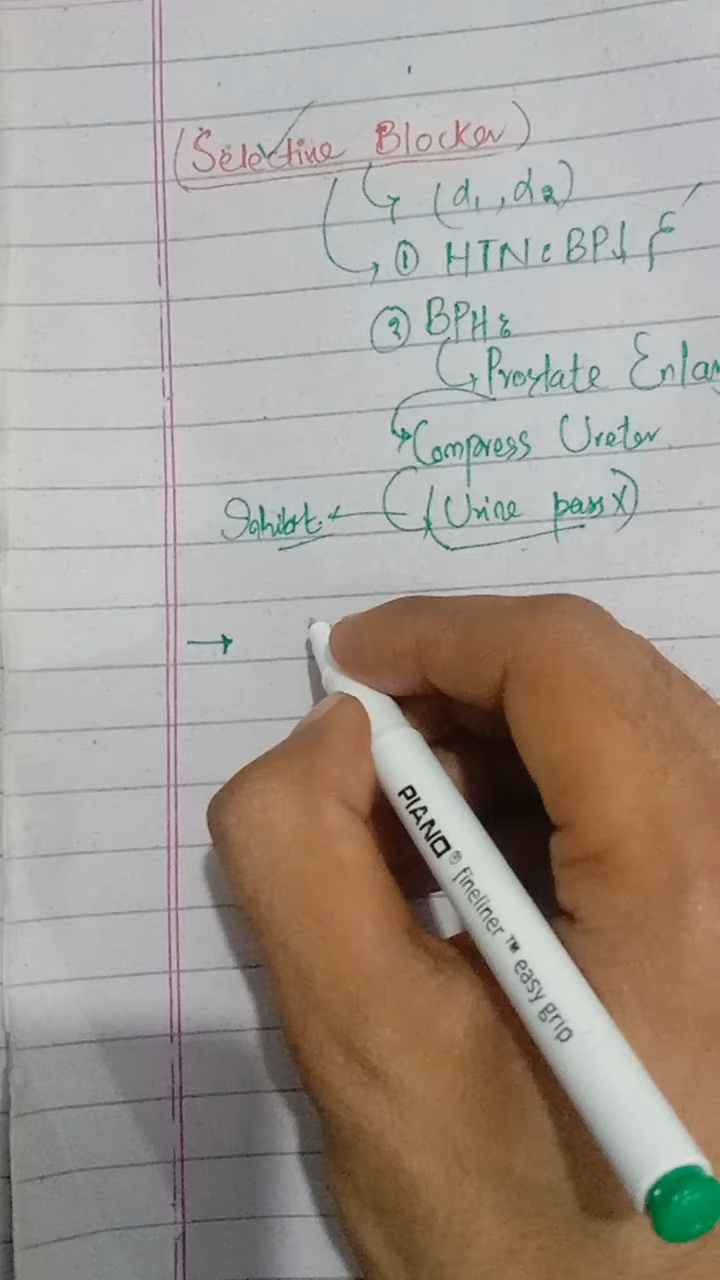 (Selective Blocker)
(α₁, α₂)
① HTN: BP↓
② BPH:
Prostate Enlar
Compress Ureter.
Inhibit. ← (Urine pass X)
→
PIANO® fineliner™ easy grip